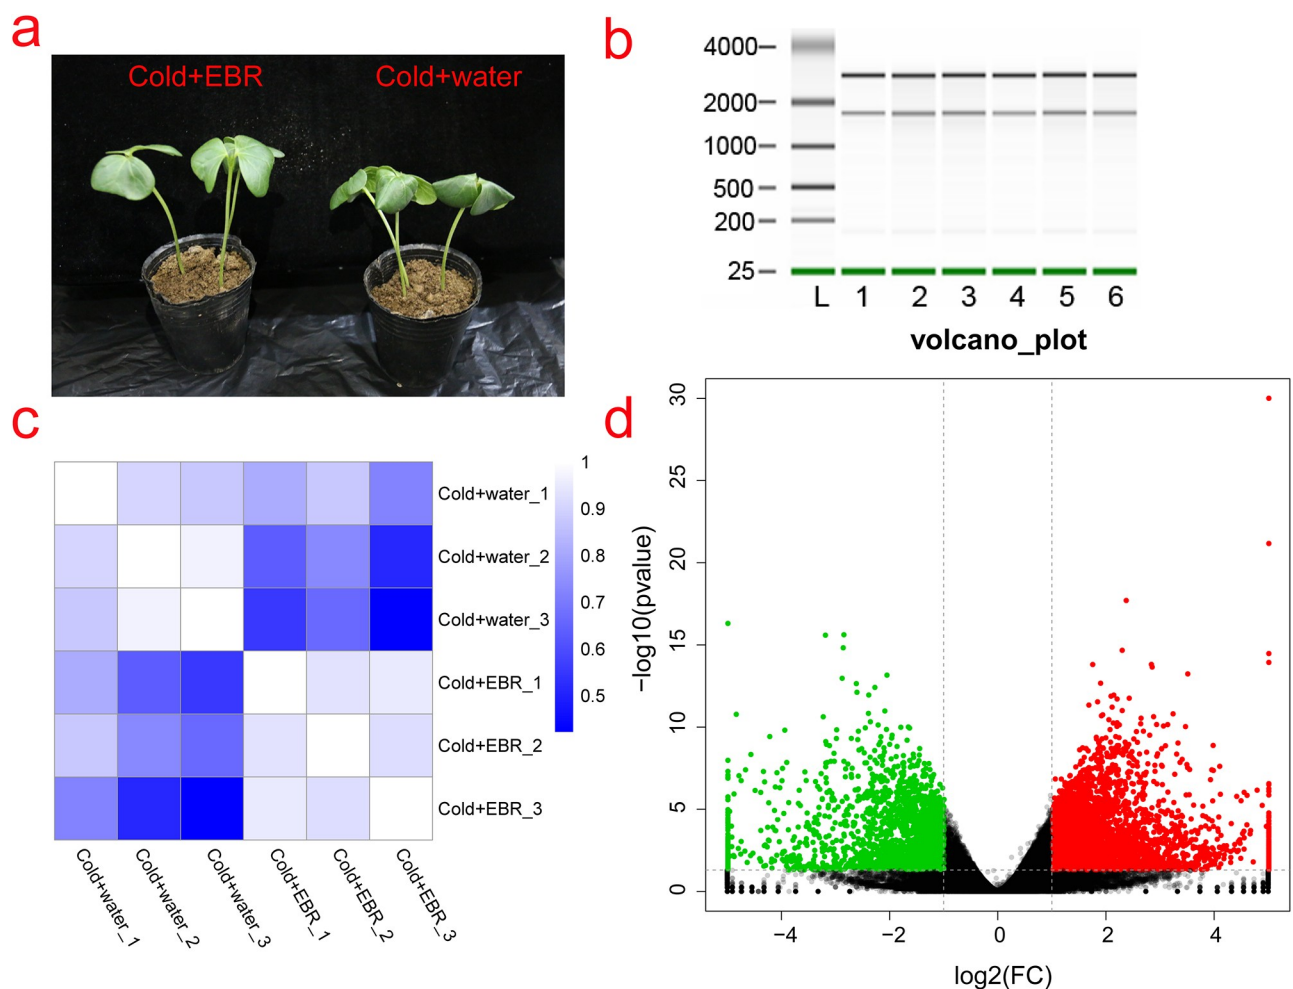 a
Cold+EBR
Cold+water
b
4000
2000
1000
500
200
25
L 1 2 3 4 5 6
c
1
0.9
0.8
0.7
0.6
0.5
Cold+water_1
Cold+water_2
Cold+water_3
Cold+EBR_1
Cold+EBR_2
Cold+EBR_3
Cold+water_1
Cold+water_2
Cold+water_3
Cold+EBR_1
Cold+EBR_2
Cold+EBR_3
d
volcano_plot
−log10(pvalue)
30
25
20
15
10
5
0
−4 −2 0 2 4
log2(FC)